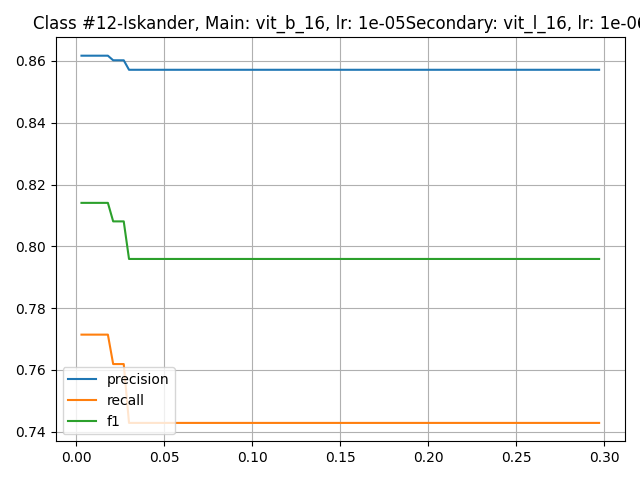 Class #12-Iskander, Main: vit_b_16, lr: 1e-05Secondary: vit_l_16, lr: 1e-06
0.86
0.84
0.82
0.80
0.78
0.76
0.74
precision
recall
f1
0.00 0.05 0.10 0.15 0.20 0.25 0.30